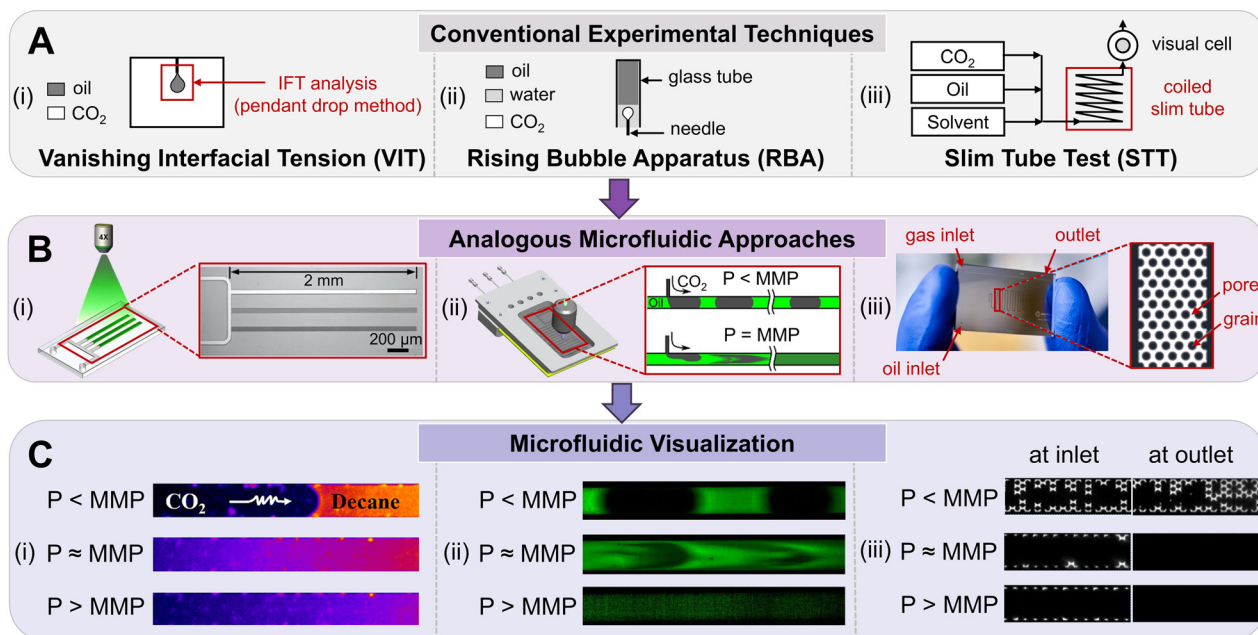 A
Conventional Experimental Techniques
(i)
oil
CO₂
IFT analysis
(pendant drop method)
Vanishing Interfacial Tension (VIT)
(ii)
oil
water
CO₂
glass tube
needle
Rising Bubble Apparatus (RBA)
(iii)
CO₂
Oil
Solvent
visual cell
coiled
slim tube
Slim Tube Test (STT)
B
Analogous Microfluidic Approaches
(i)
4X
2 mm
200 µm
(ii)
P < MMP
CO₂
Oil
P = MMP
(iii)
gas inlet
outlet
oil inlet
pore
grain
C
Microfluidic Visualization
(i)
P < MMP
CO₂
Decane
P ≈ MMP
P > MMP
(ii)
P < MMP
P ≈ MMP
P > MMP
(iii)
at inlet
at outlet
P < MMP
P ≈ MMP
P > MMP